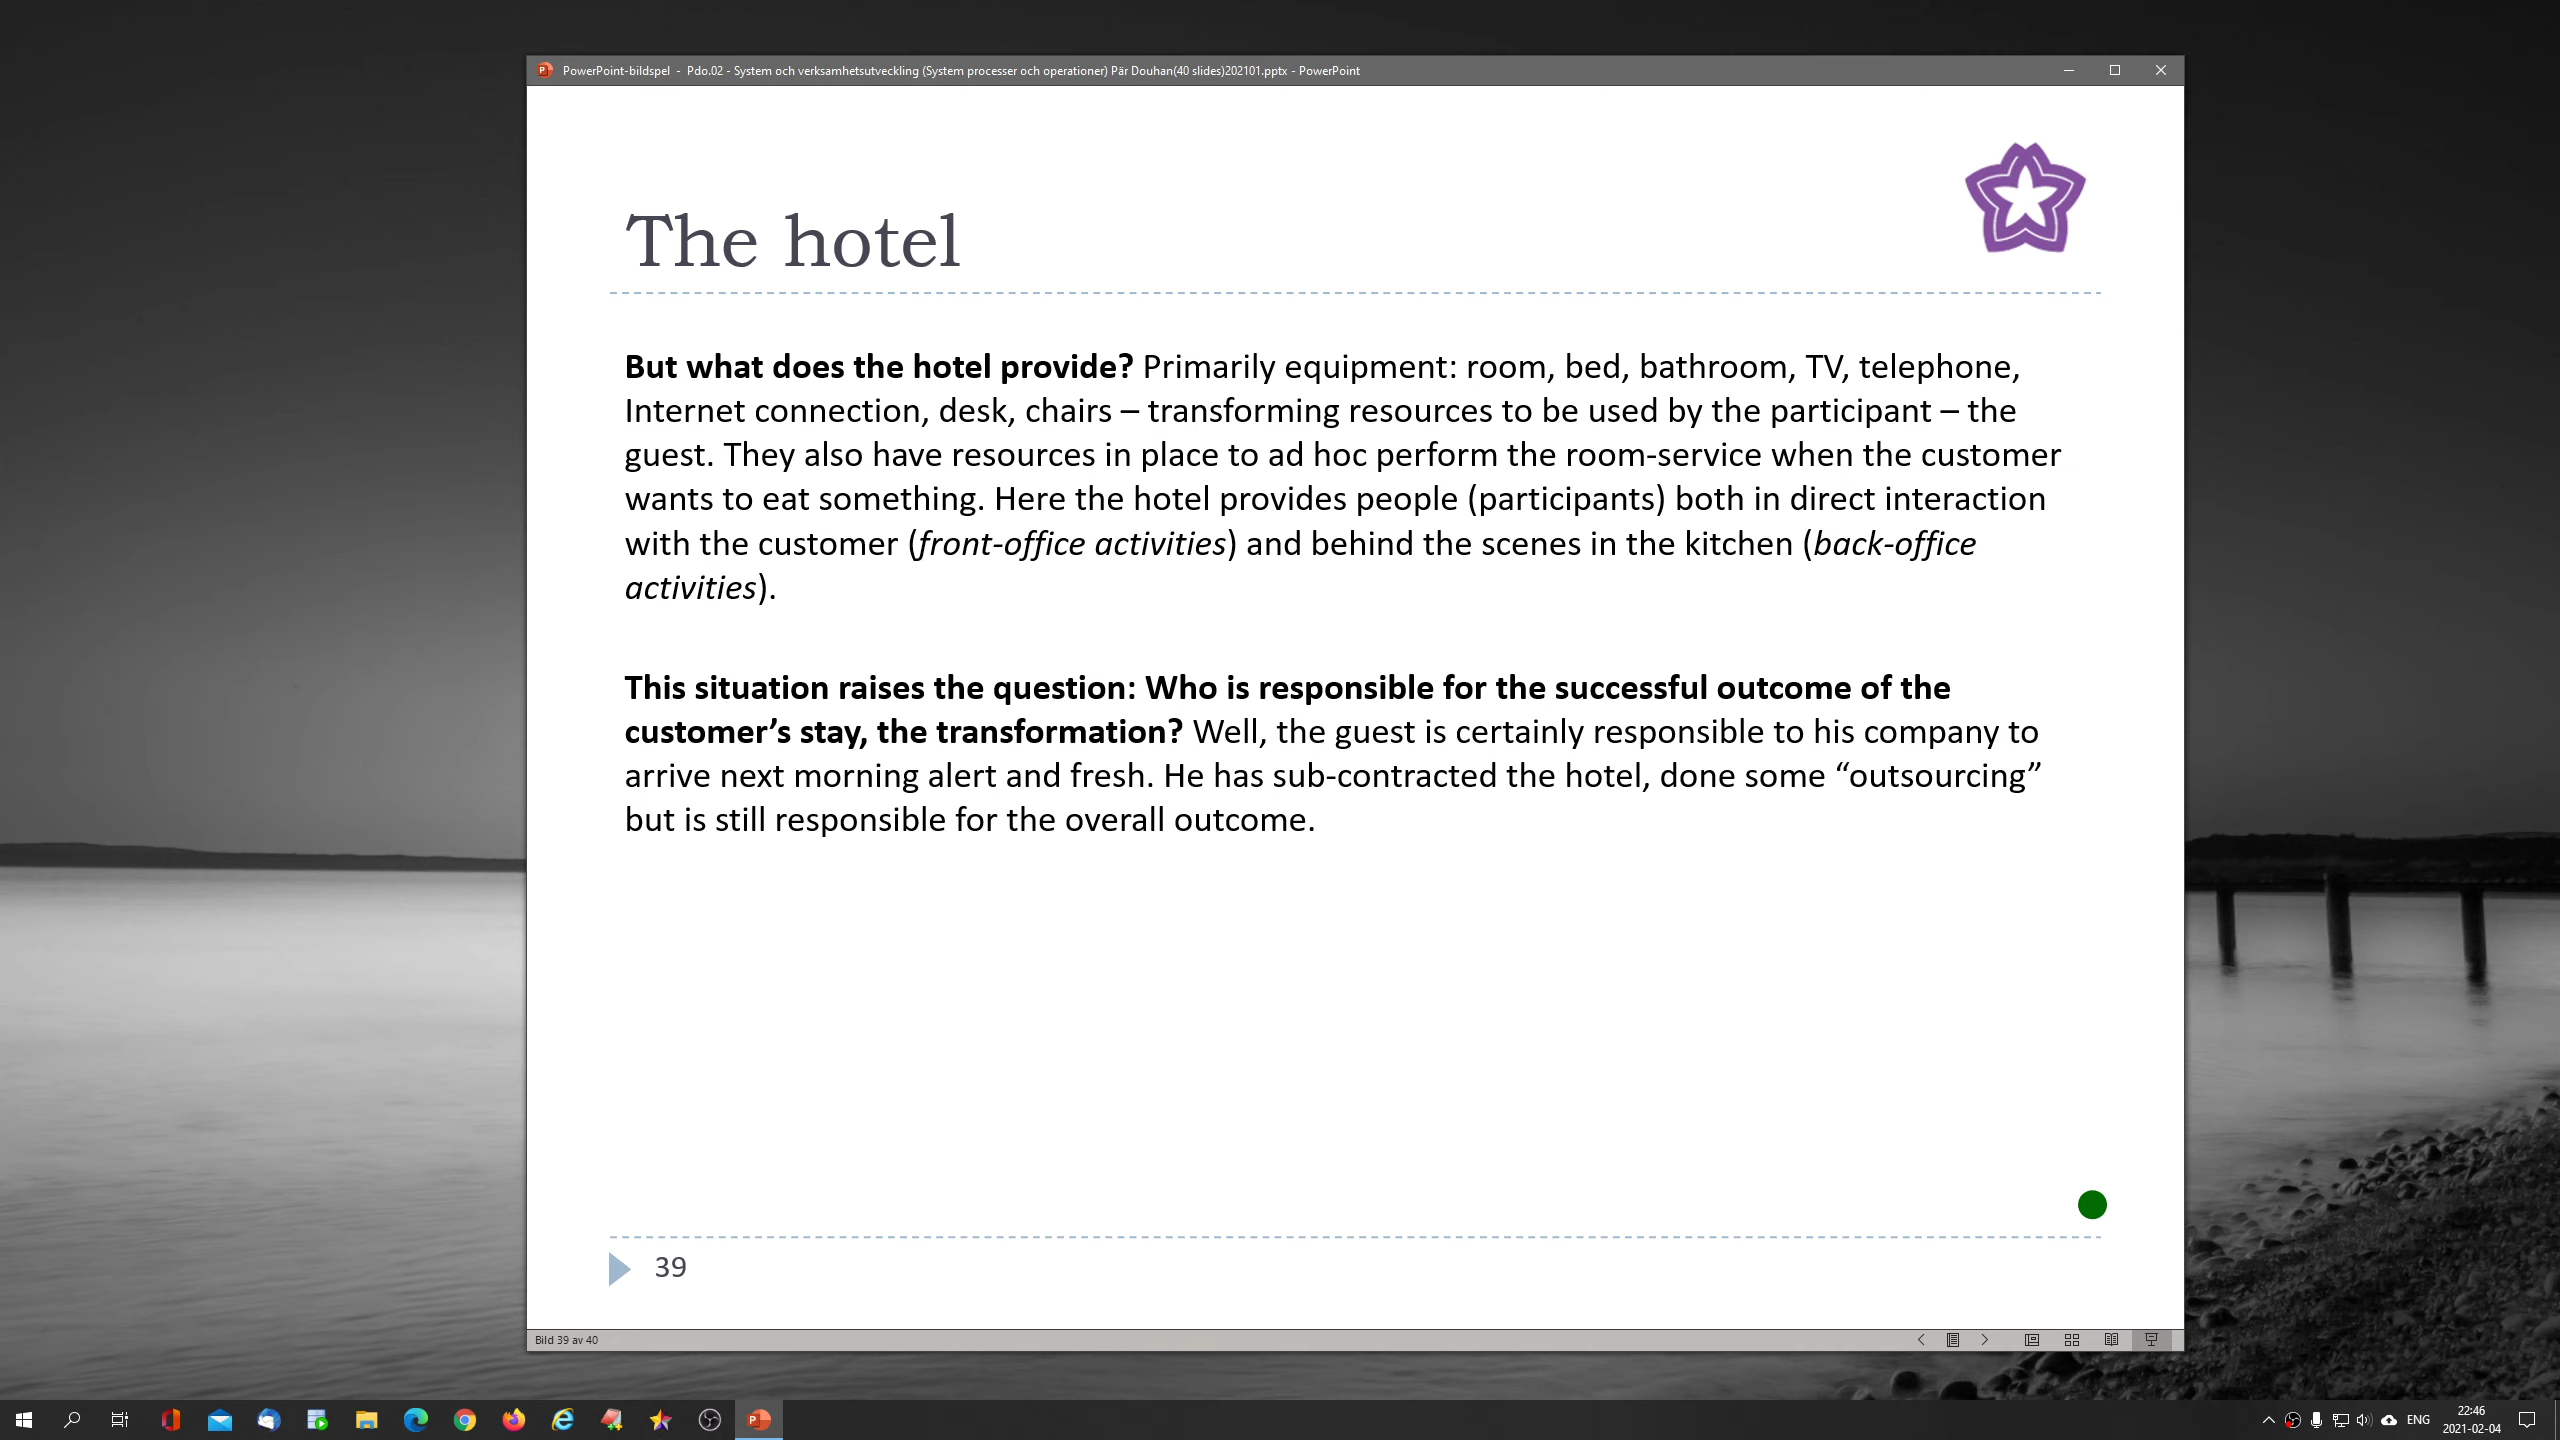 PowerPoint-bildspel - Pdo.02 - System och verksamhetsutveckling (System processer och operationer) Pär Douhan(40 slides)202101.pptx - PowerPoint
The hotel
But what does the hotel provide? Primarily equipment: room, bed, bathroom, TV, telephone,
Internet connection, desk, chairs – transforming resources to be used by the participant – the
guest. They also have resources in place to ad hoc perform the room-service when the customer
wants to eat something. Here the hotel provides people (participants) both in direct interaction
with the customer (front-office activities) and behind the scenes in the kitchen (back-office
activities).
This situation raises the question: Who is responsible for the successful outcome of the
customer’s stay, the transformation? Well, the guest is certainly responsible to his company to
arrive next morning alert and fresh. He has sub-contracted the hotel, done some “outsourcing”
but is still responsible for the overall outcome.
39
Bild 39 av 40
ENG
22:46
2021-02-04